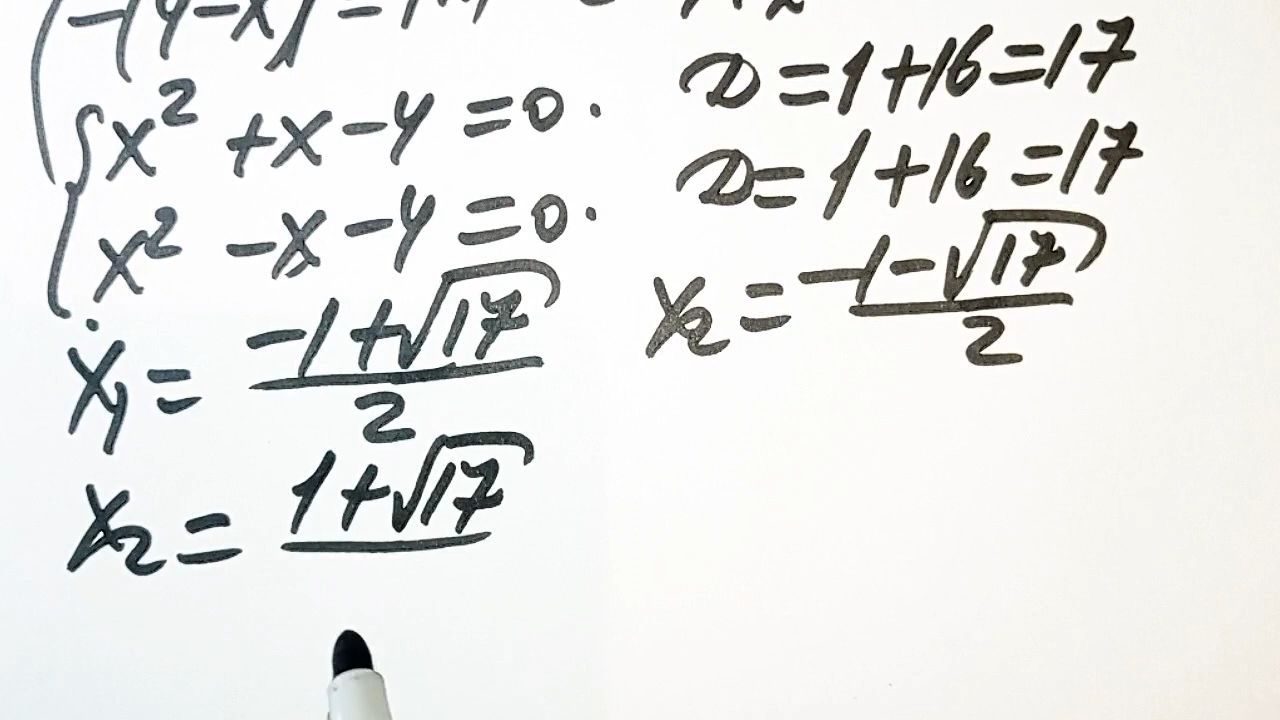 x² + x - 4 = 0.
x² - x - 4 = 0.
x₁ = (-1 + √17) / 2
x₂ = (1 + √17) /
D = 1 + 16 = 17
D = 1 + 16 = 17
x₂ = (-1 - √17) / 2